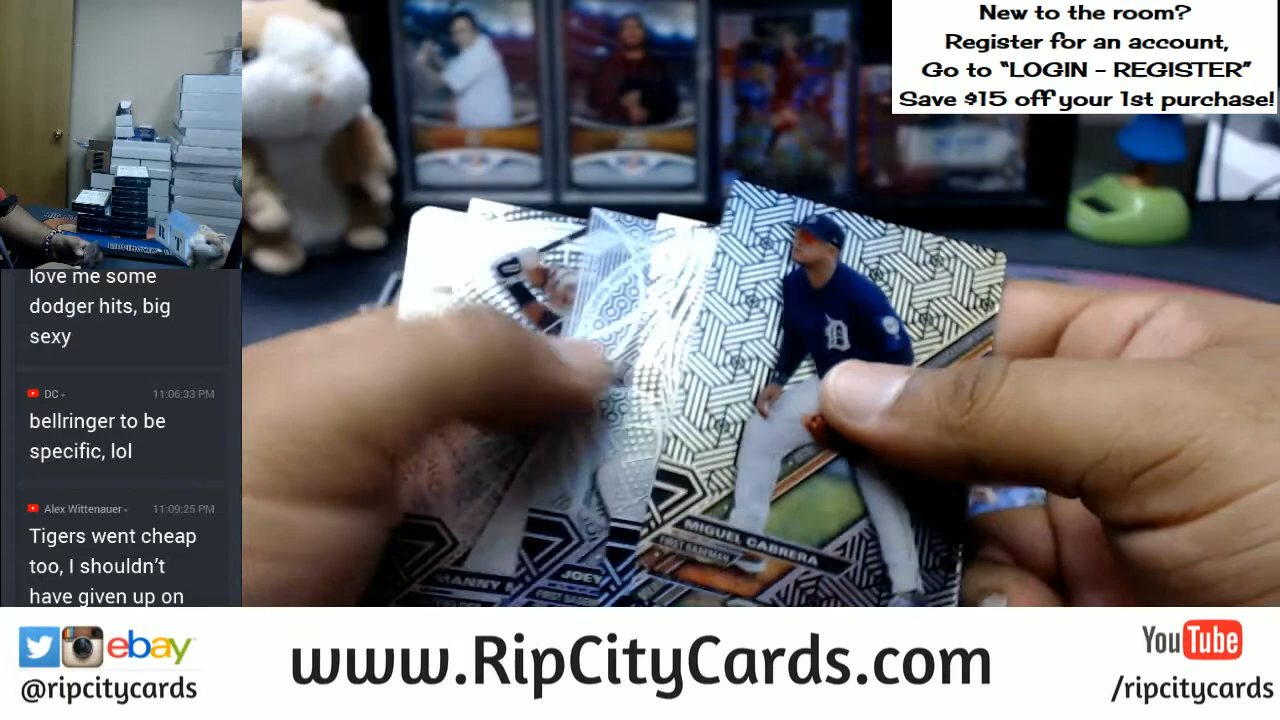 New to the room?
Register for an account,
Go to "LOGIN - REGISTER"
Save $15 off your 1st purchase!
love me some
dodger hits, big
sexy
DC
11:06:33 PM
bellringer to be
specific, lol
Alex Wittenauer
11:09:25 PM
Tigers went cheap
too, I shouldn't
have given up on
R T
D
MANNY
JOEY
FIRST
MIGUEL CABRERA
FIRST BASEMAN
ebay
@ripcitycards
www.RipCityCards.com
YouTube
/ripcitycards